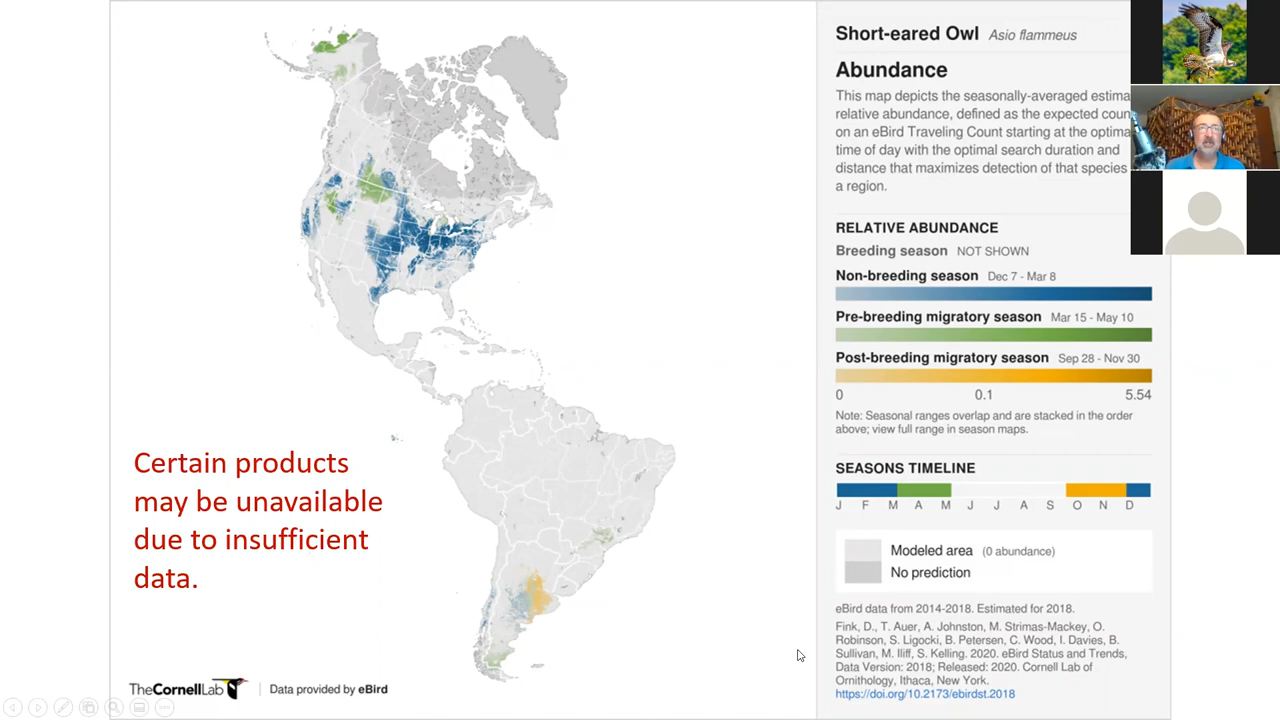 Short-eared Owl Asio flammeus
Abundance
This map depicts the seasonally-averaged estima
relative abundance, defined as the expected coun
on an eBird Traveling Count starting at the optima
time of day with the optimal search duration and
distance that maximizes detection of that species
a region.
RELATIVE ABUNDANCE
Breeding season NOT SHOWN
Non-breeding season Dec 7 - Mar 8
Pre-breeding migratory season Mar 15 - May 10
Post-breeding migratory season Sep 28 - Nov 30
0 0.1 5.54
Note: Seasonal ranges overlap and are stacked in the order
above; view full range in season maps.
SEASONS TIMELINE
J F M A M J J A S O N D
Modeled area (0 abundance)
No prediction
eBird data from 2014-2018. Estimated for 2018.
Fink, D., T. Auer, A. Johnston, M. Strimas-Mackey, O.
Robinson, S. Ligocki, B. Petersen, C. Wood, I. Davies, B.
Sullivan, M. Iliff, S. Kelling. 2020. eBird Status and Trends,
Data Version: 2018; Released: 2020. Cornell Lab of
Ornithology, Ithaca, New York.
https://doi.org/10.2173/ebirdst.2018
Certain products
may be unavailable
due to insufficient
data.
TheCornellLab
Data provided by eBird